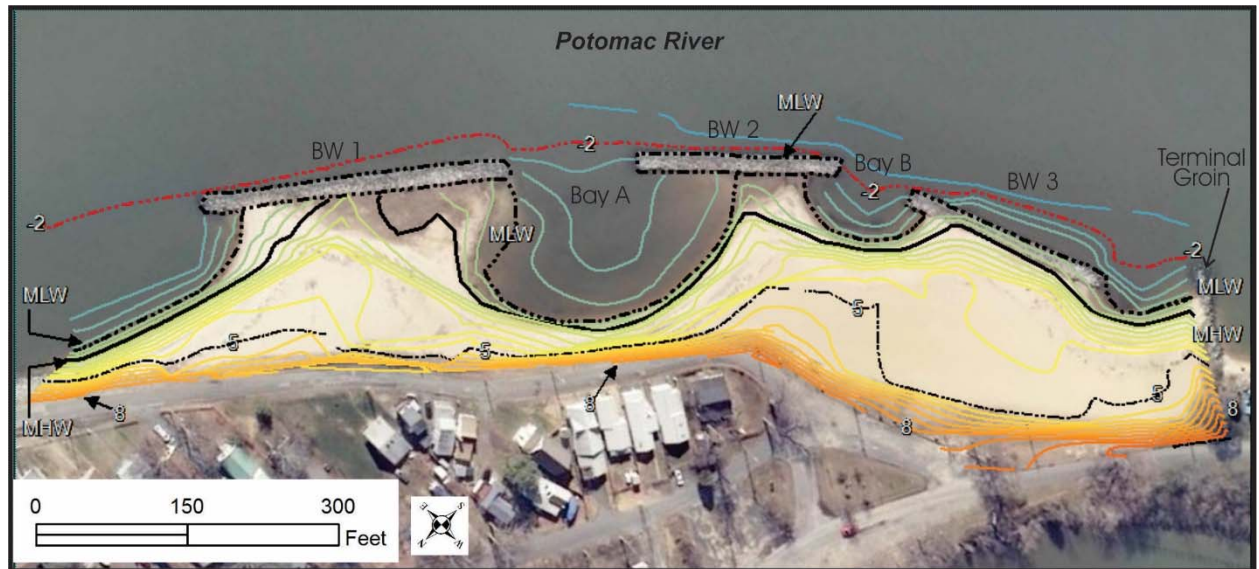 Potomac River
MLW
BW 1
-2
BW 2
Bay B
BW 3
Terminal
Groin
Bay A
-2
-2
-2
MLW
-2
MLW
MLW
MHW
5
5
5
5
8
8
8
8
MHW
0
150
300
Feet
N
E
S
W